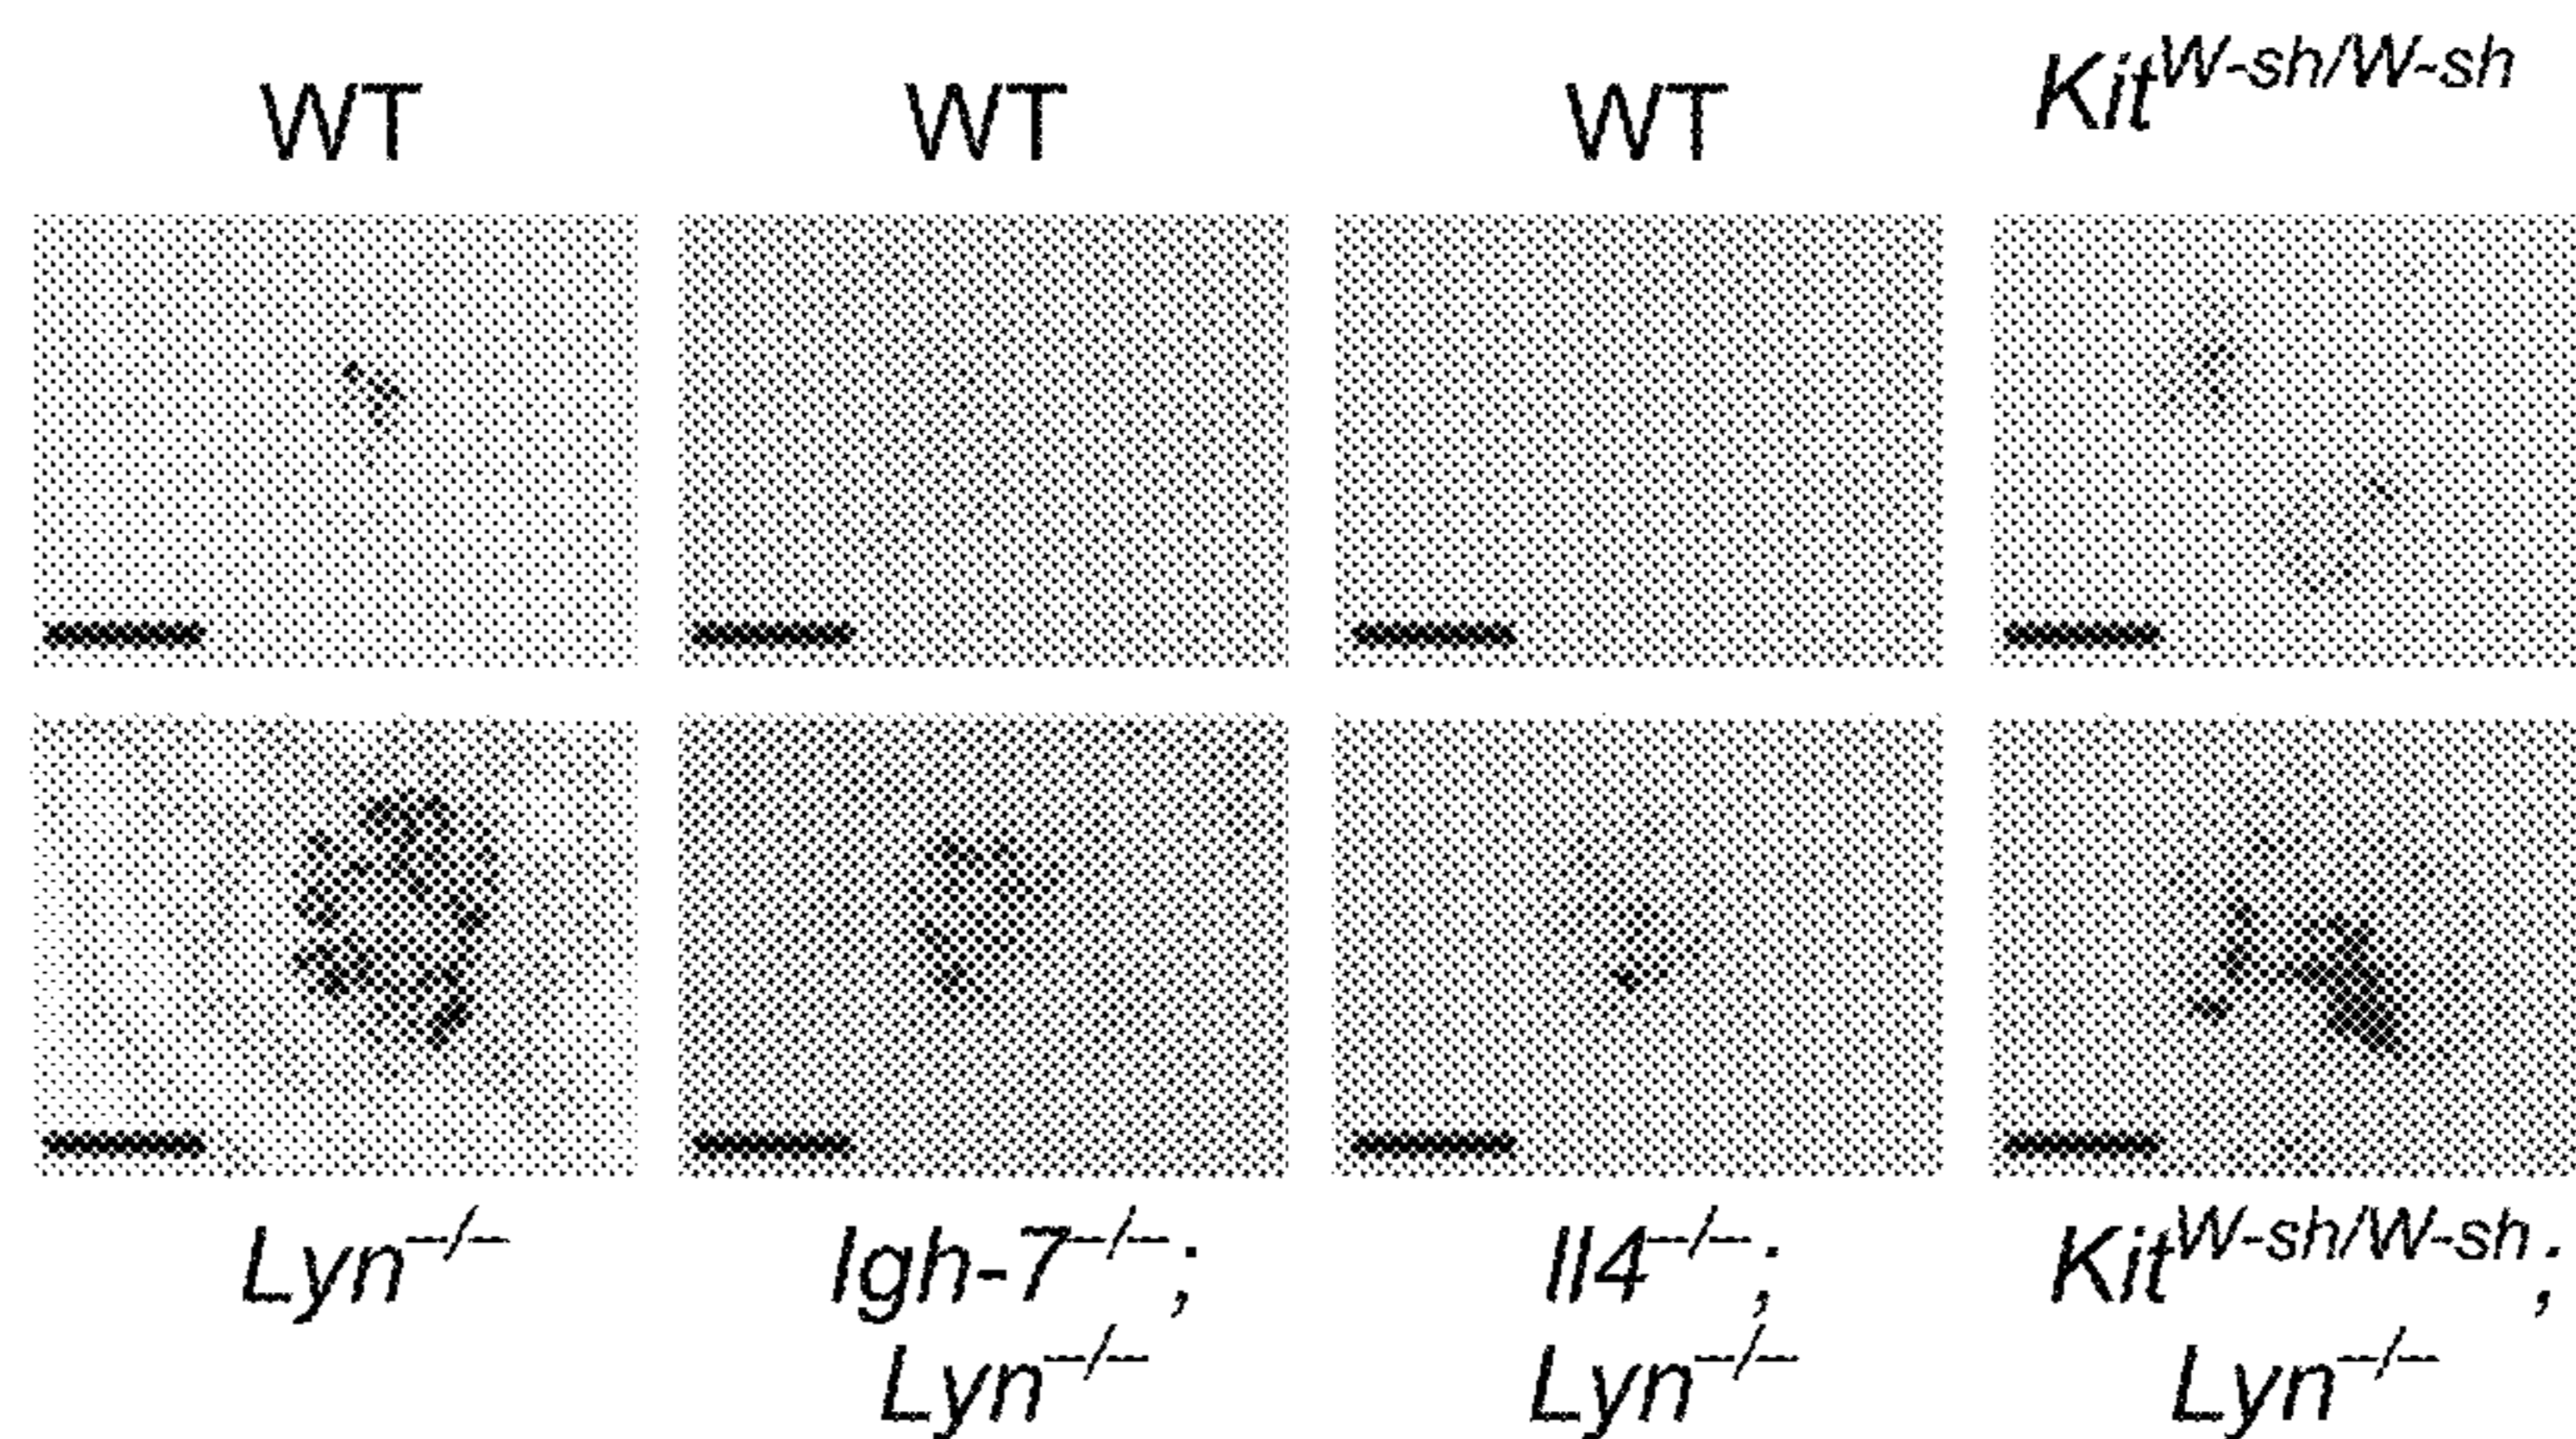 WT WT WT Kit^W-sh/W-sh
Lyn^–/– Igh-7^–/–; Il4^–/–; Kit^W-sh/W-sh;
Lyn^–/– Lyn^–/– Lyn^–/–